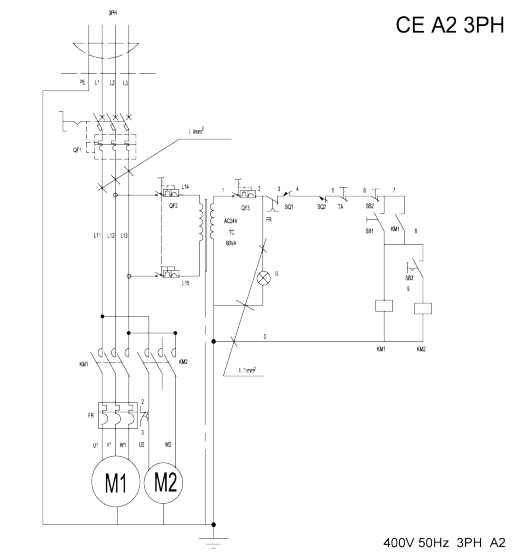 3PH
CE A2 3PH
PE L1 L2 L3
QF1
1.0mm²
L14
QF2
1
2
3
4
5
6
7
QF3
FR
SQ1
SQ2
TA
SB2
AC24V
TC
60VA
SB1
KM1
8
L11 L12 L13
L15
SB3
9
0
KM1
KM2
0.75mm²
KM1
KM2
FR
2
3
U1 V1 W1 U2 W2
M1
M2
400V 50Hz 3PH A2